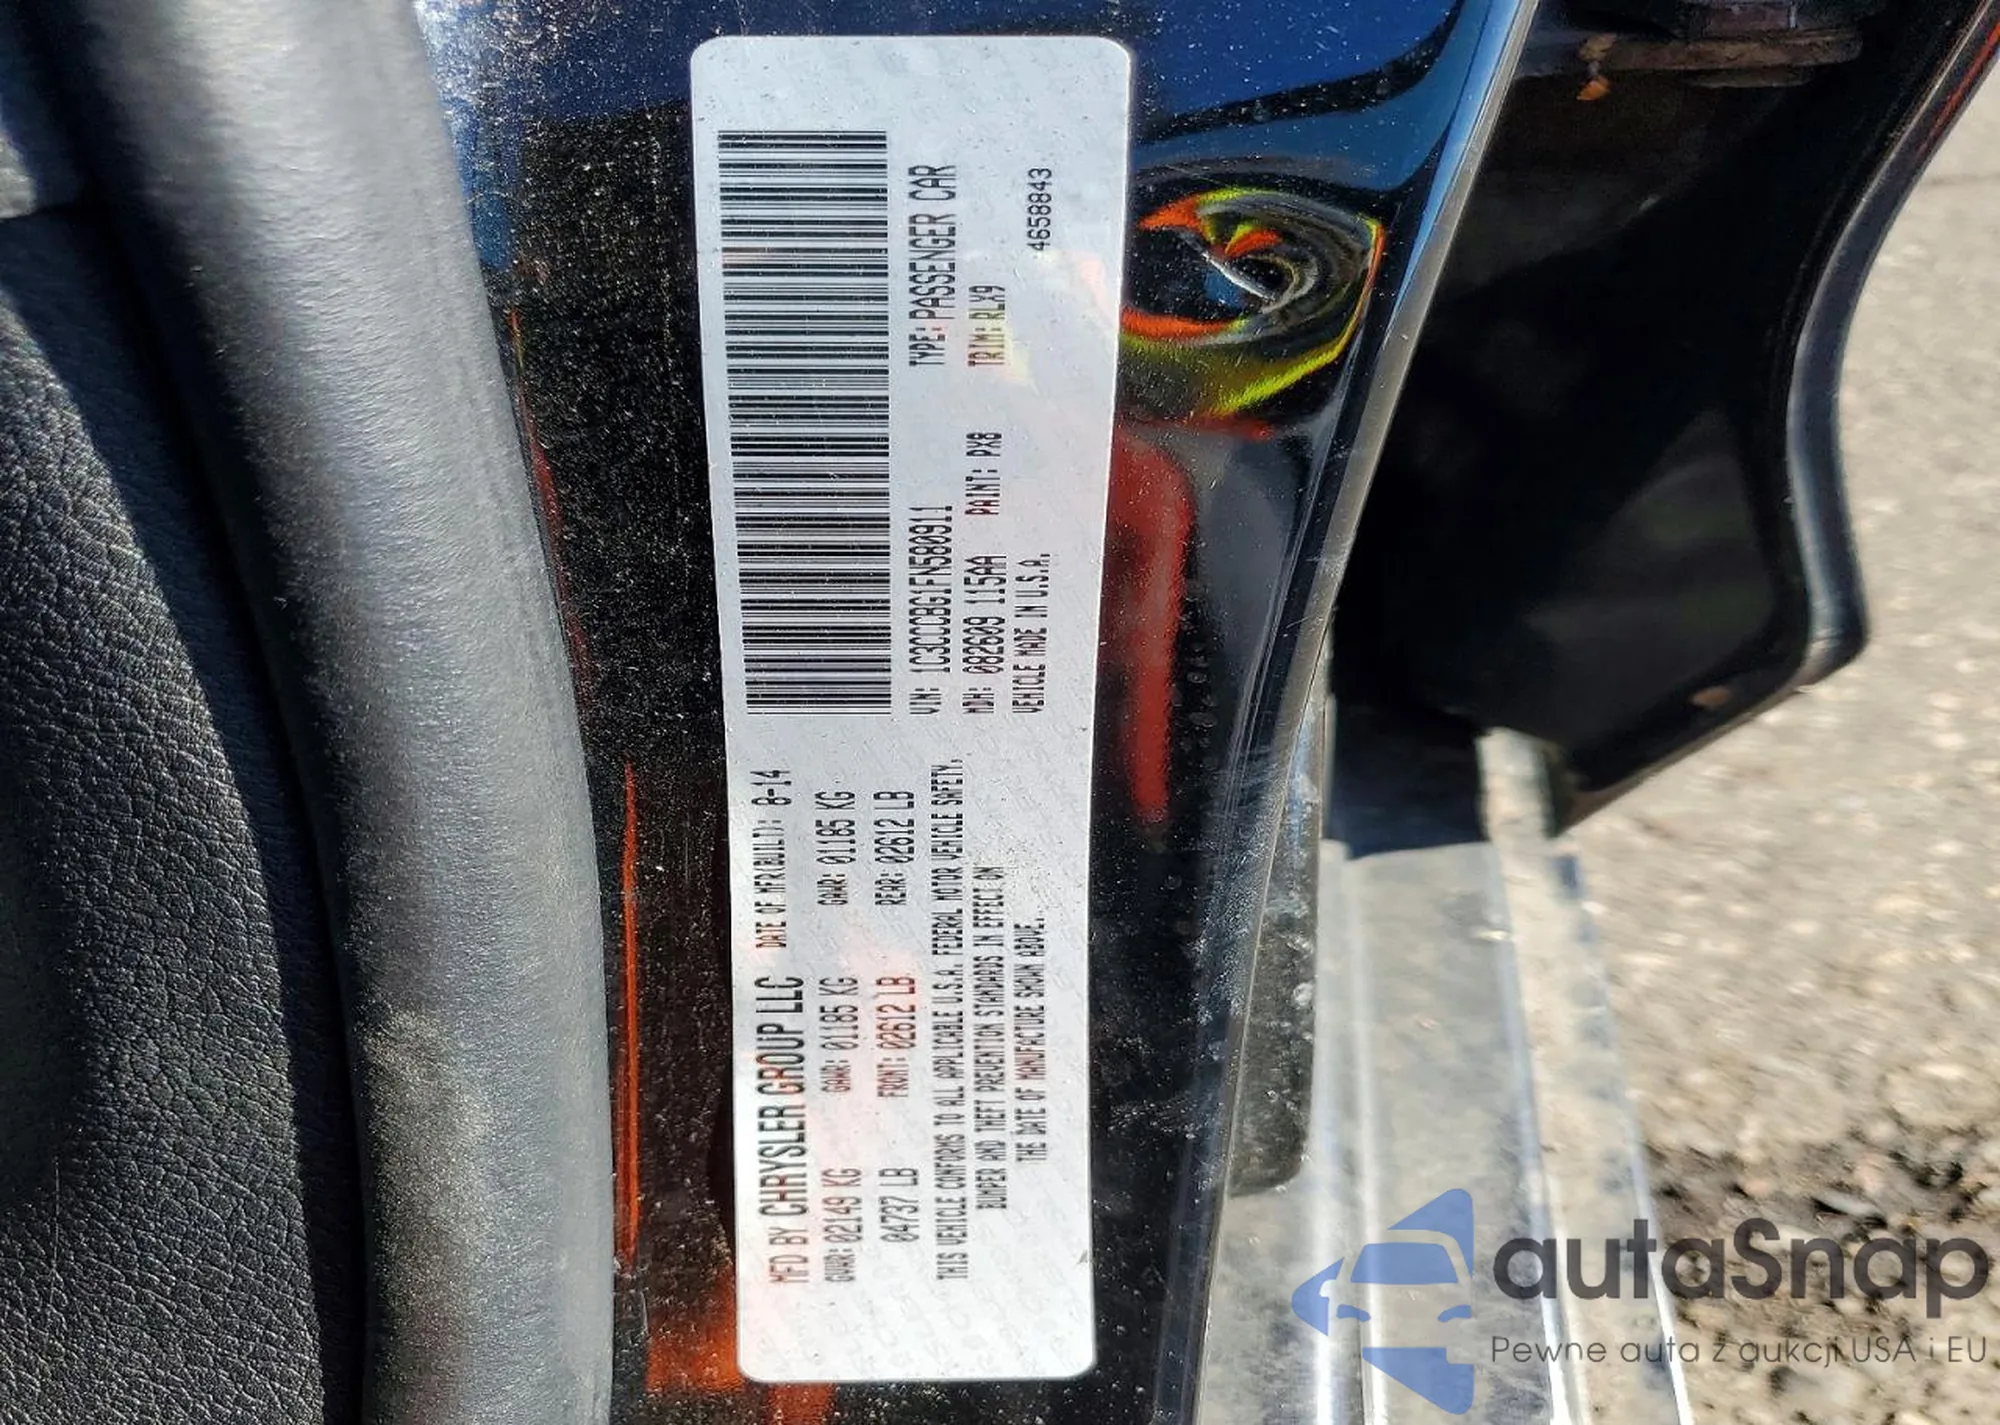 MFD BY CHRYSLER GROUP LLC DATE OF MFR(BUILD): 8-14
GVWR: 02149 KG GAWR: 01185 KG GAWR: 01185 KG
04737 LB FRONT: 02612 LB REAR: 02612 LB
THIS VEHICLE CONFORMS TO ALL APPLICABLE U.S.A. FEDERAL MOTOR VEHICLE SAFETY,
BUMPER AND THEFT PREVENTION STANDARDS IN EFFECT ON
THE DATE OF MANUFACTURE SHOWN ABOVE.
VIN: 1C3CCCBG1FN580911 TYPE: PASSENGER CAR
MDH: 082609 115AA PAINT: PX8 TRIM: RLX9
VEHICLE MADE IN U.S.A. 4658843
autaSnap
Pewne auta z aukcji USA i EU